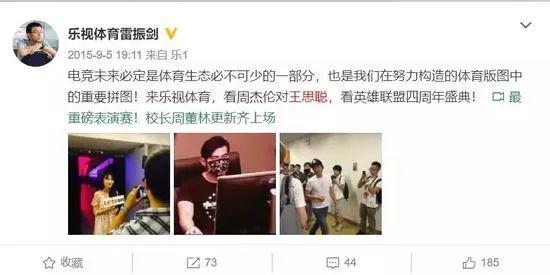 乐视体育雷振剑
2015-9-5 19:11 来自 乐1
电竞未来必定是体育生态必不可少的一部分，也是我们在努力构造的体育版图中
的重要拼图！来乐视体育，看周杰伦对王思聪，看英雄联盟四周年盛典！最
重磅表演赛！校长周董林更新齐上场
收藏
73
44
185